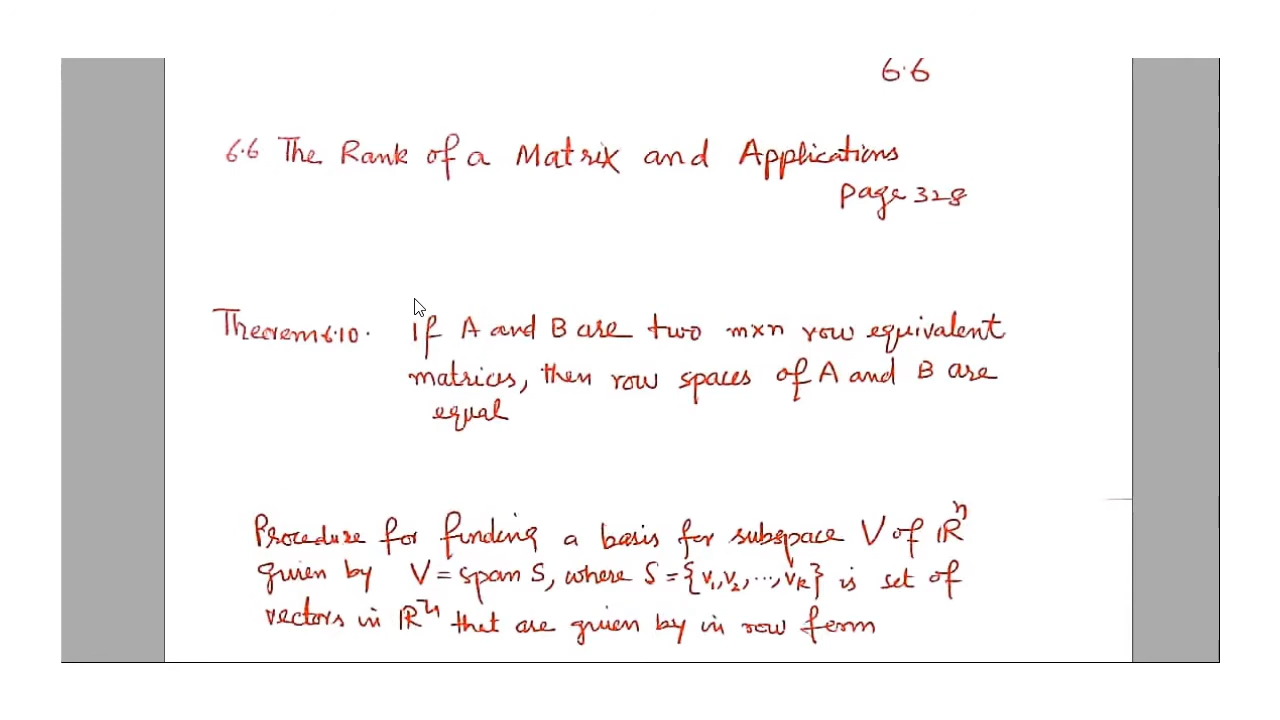 6.6
6.6 The Rank of a Matrix and Applications
page 328
Theorem 6.10. If A and B are two m×n row equivalent
matrices, then row spaces of A and B are
equal
Procedure for finding a basis for subspace V of ℝⁿ
given by V = span S, where S = {v₁, v₂, ..., vₖ} is set of
vectors in ℝⁿ that are given by in row form